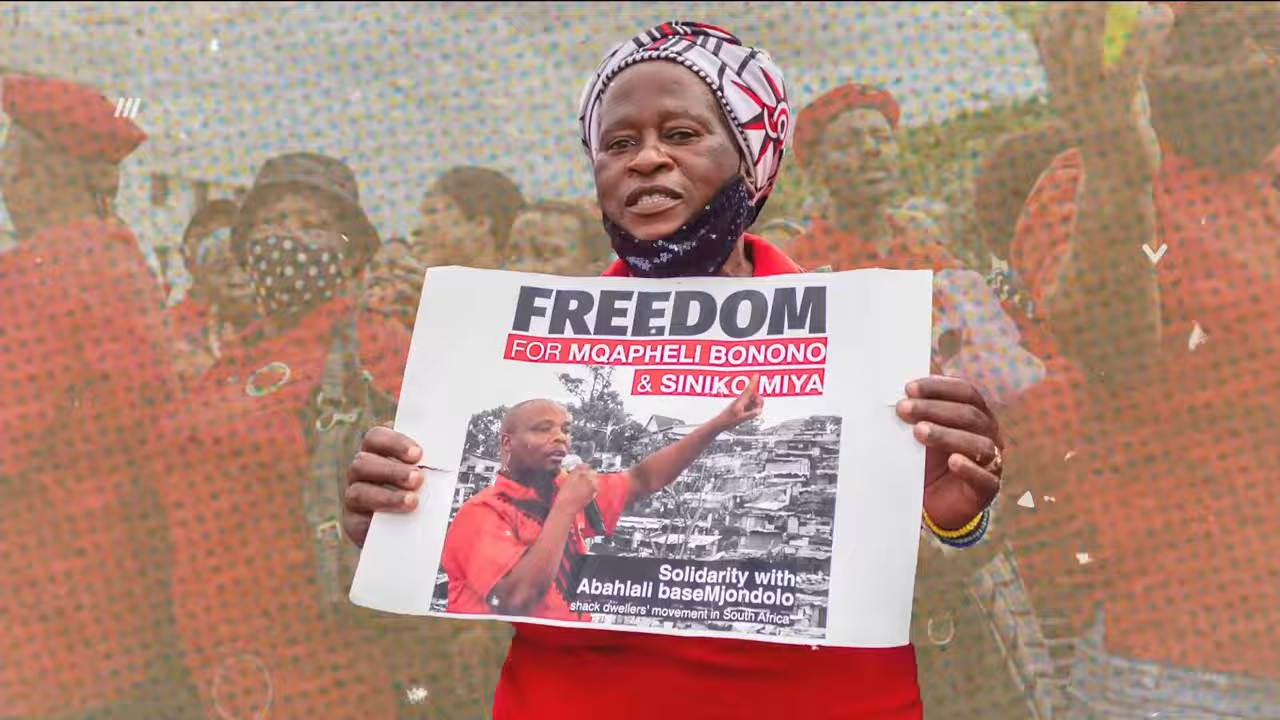 FREEDOM
FOR MQAPHELI BONONO
& SINIKO MIYA
Solidarity with
Abahlali baseMjondolo
shack dwellers' movement in South Africa